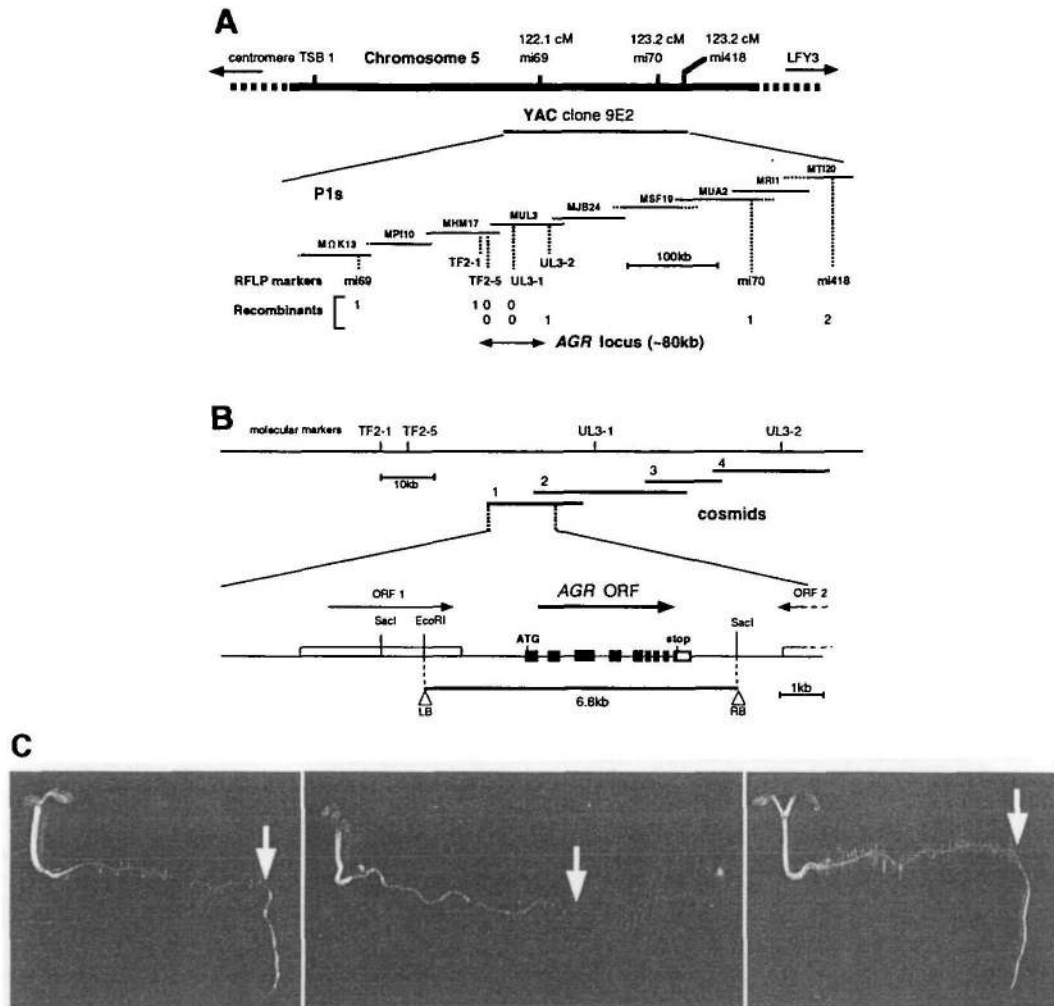 A
122.1 cM 123.2 cM 123.2 cM
centromere TSB 1 Chromosome 5 mi69 mi70 mi418 LFY3
YAC clone 9E2
P1s
MTI20
MRI1
MUA2
MSF19
MJB24
MUL3
MHM17
MPI10
MΩK13
TF2-1 UL3-2 100kb
RFLP markers mi69 TF2-5 UL3-1 mi70 mi418
Recombinants 1 1 0 0
0 0 1 1 2
AGR locus (~80kb)
B
molecular markers TF2-1 TF2-5 UL3-1 UL3-2
10kb
1 2 3 4
cosmids
ORF 1 AGR ORF ORF 2
SacI EcoRI ATG stop SacI
6.8kb 1kb
LB RB
C